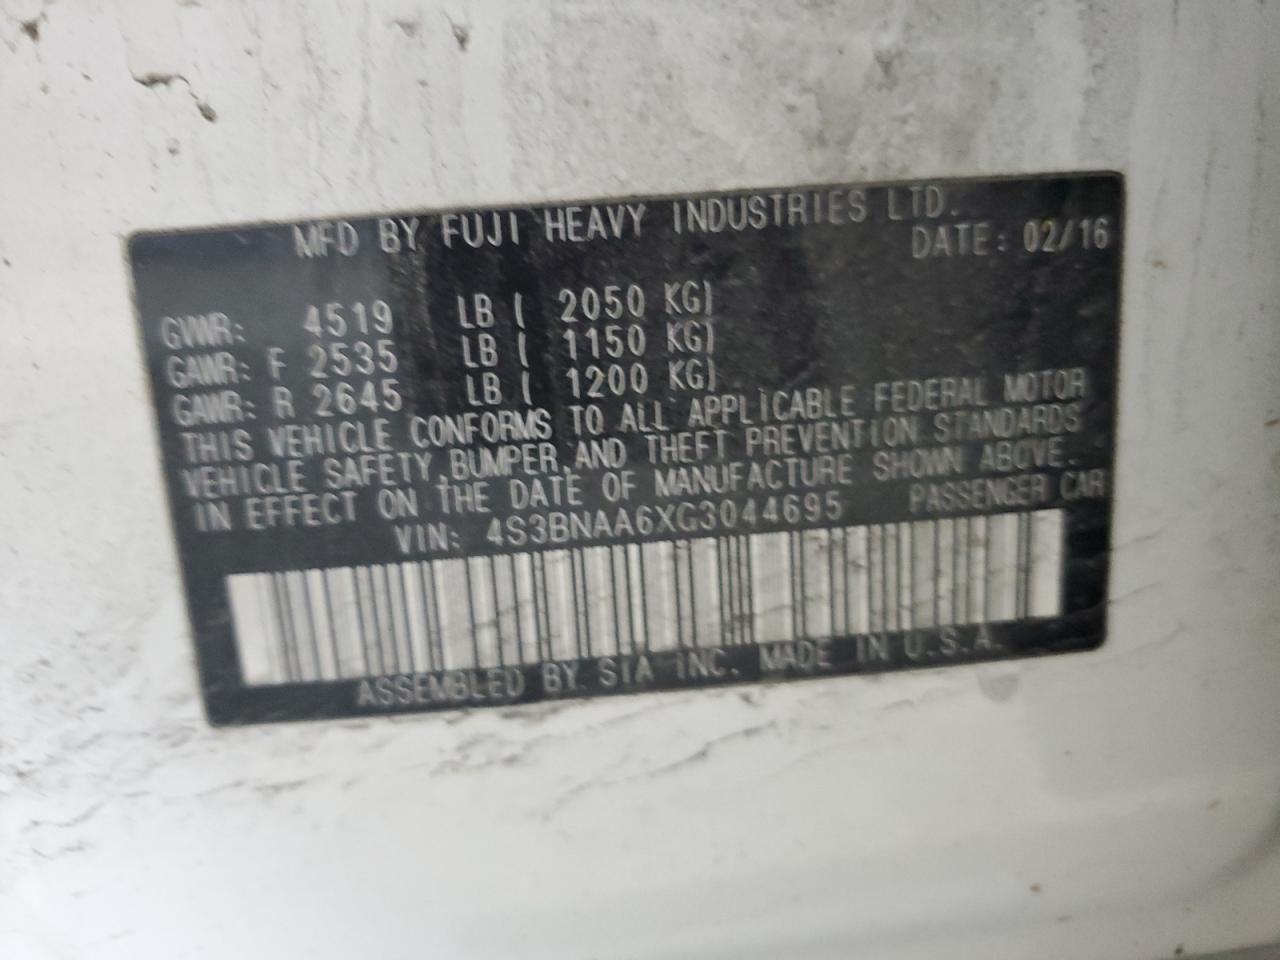 MFD BY FUJI HEAVY INDUSTRIES LTD.
DATE: 02/16
GVWR: 4519 LB ( 2050 KG)
GAWR: F 2535 LB ( 1150 KG)
GAWR: R 2645 LB ( 1200 KG)
THIS VEHICLE CONFORMS TO ALL APPLICABLE FEDERAL MOTOR
VEHICLE SAFETY, BUMPER, AND THEFT PREVENTION STANDARDS
IN EFFECT ON THE DATE OF MANUFACTURE SHOWN ABOVE.
VIN: 4S3BNAA6XG3044695 PASSENGER CAR
ASSEMBLED BY SIA INC. MADE IN U.S.A.